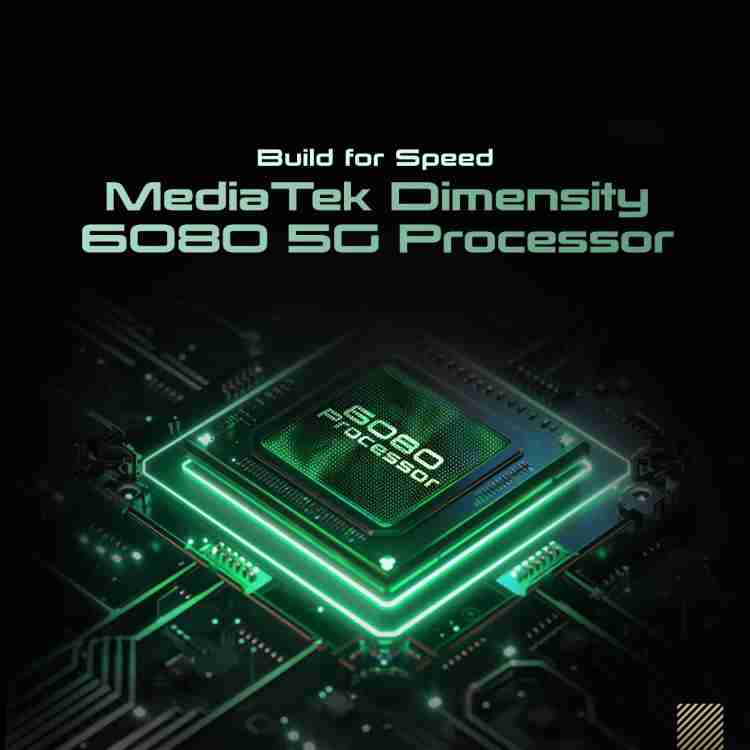 Build for Speed
MediaTek Dimensity
6080 5G Processor
6080
Processor